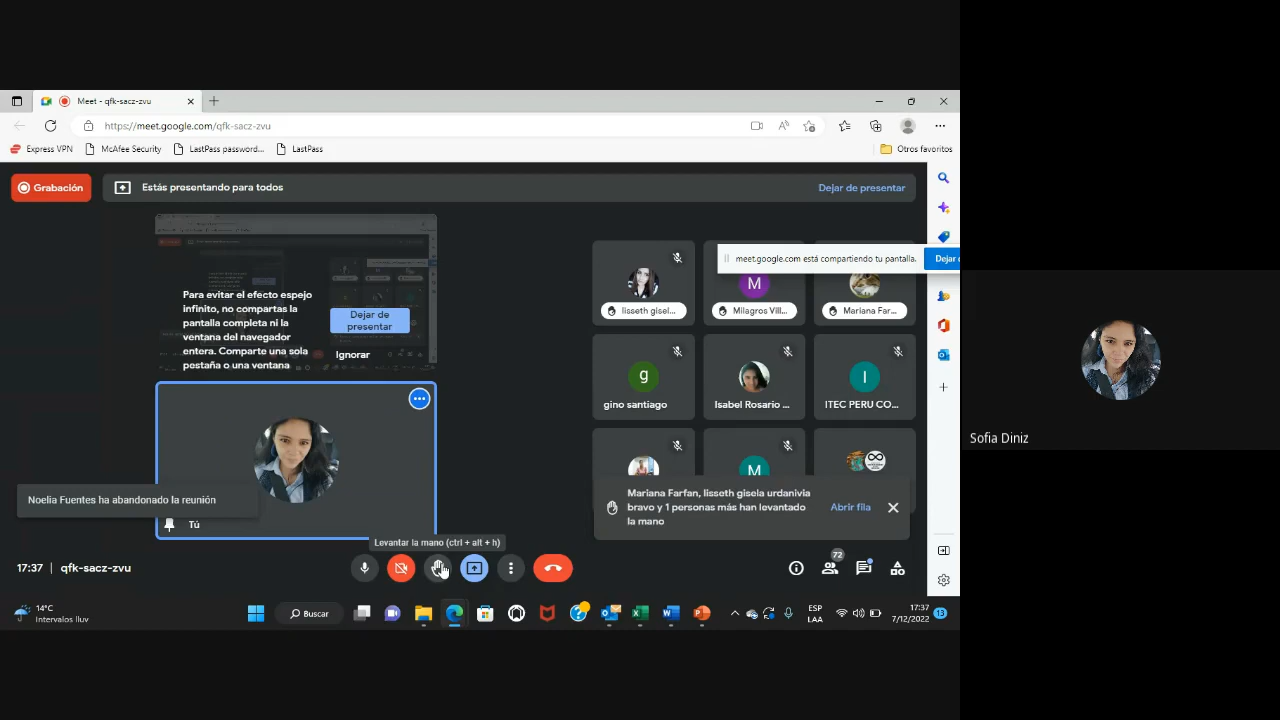 Meet - qfk-sacz-zvu
https://meet.google.com/qfk-sacz-zvu
Express VPN
McAfee Security
LastPass password...
LastPass
Otros favoritos
Grabación
Estás presentando para todos
Dejar de presentar
meet.google.com está compartiendo tu pantalla.
Dejar
lisseth gisel...
M
Milagros Vill...
Mariana Far...
Para evitar el efecto espejo
infinito, no compartas la
pantalla completa ni la
ventana del navegador
entera. Comparte una sola
pestaña o una ventana
Dejar de
presentar
Ignorar
g
gino santiago
Isabel Rosario ...
I
ITEC PERU CO...
M
Sofia Diniz
Noelia Fuentes ha abandonado la reunión
Tú
Mariana Farfan, lisseth gisela urdanivia
bravo y 1 personas más han levantado
la mano
Abrir fila
Levantar la mano (ctrl + alt + h)
17:37
qfk-sacz-zvu
72
14°C
Intervalos lluv
Buscar
ESP
LAA
17:37
7/12/2022
13